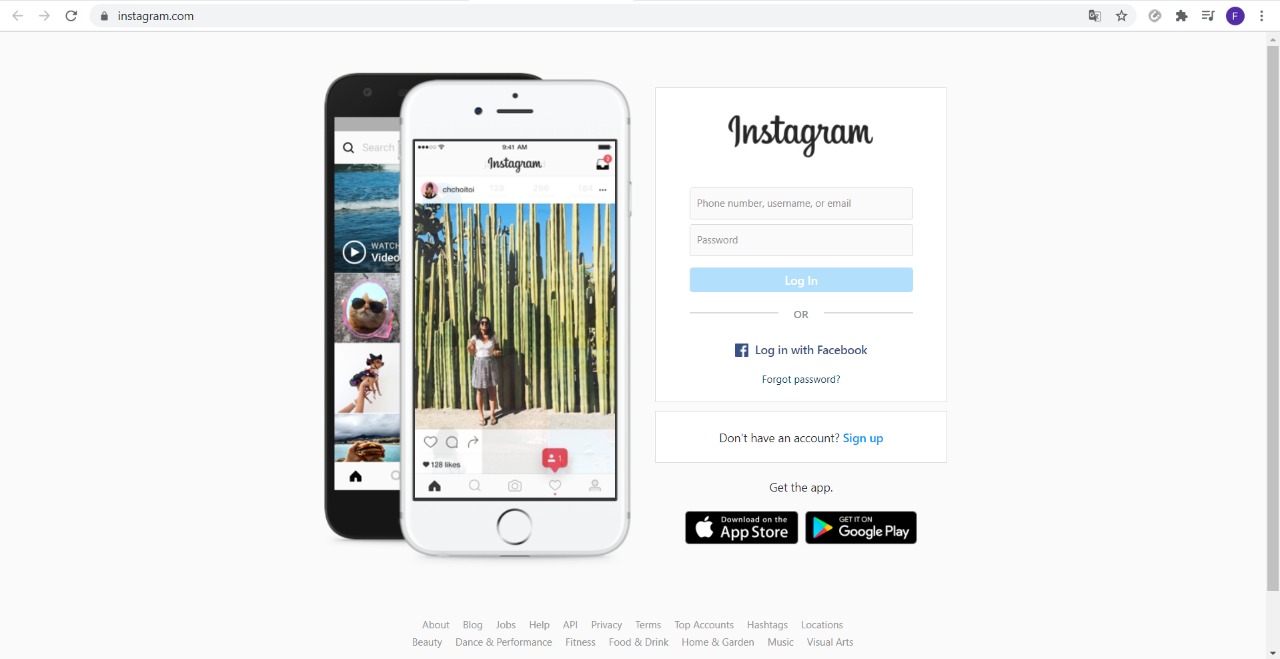 instagram.com
F
Search
WATCH
Video
9:41 AM
Instagram
chchoitoi
128 likes
1
Instagram
Phone number, username, or email
Password
Log In
OR
Log in with Facebook
Forgot password?
Don't have an account? Sign up
Get the app.
Download on the
App Store
GET IT ON
Google Play
About Blog Jobs Help API Privacy Terms Top Accounts Hashtags Locations
Beauty Dance & Performance Fitness Food & Drink Home & Garden Music Visual Arts